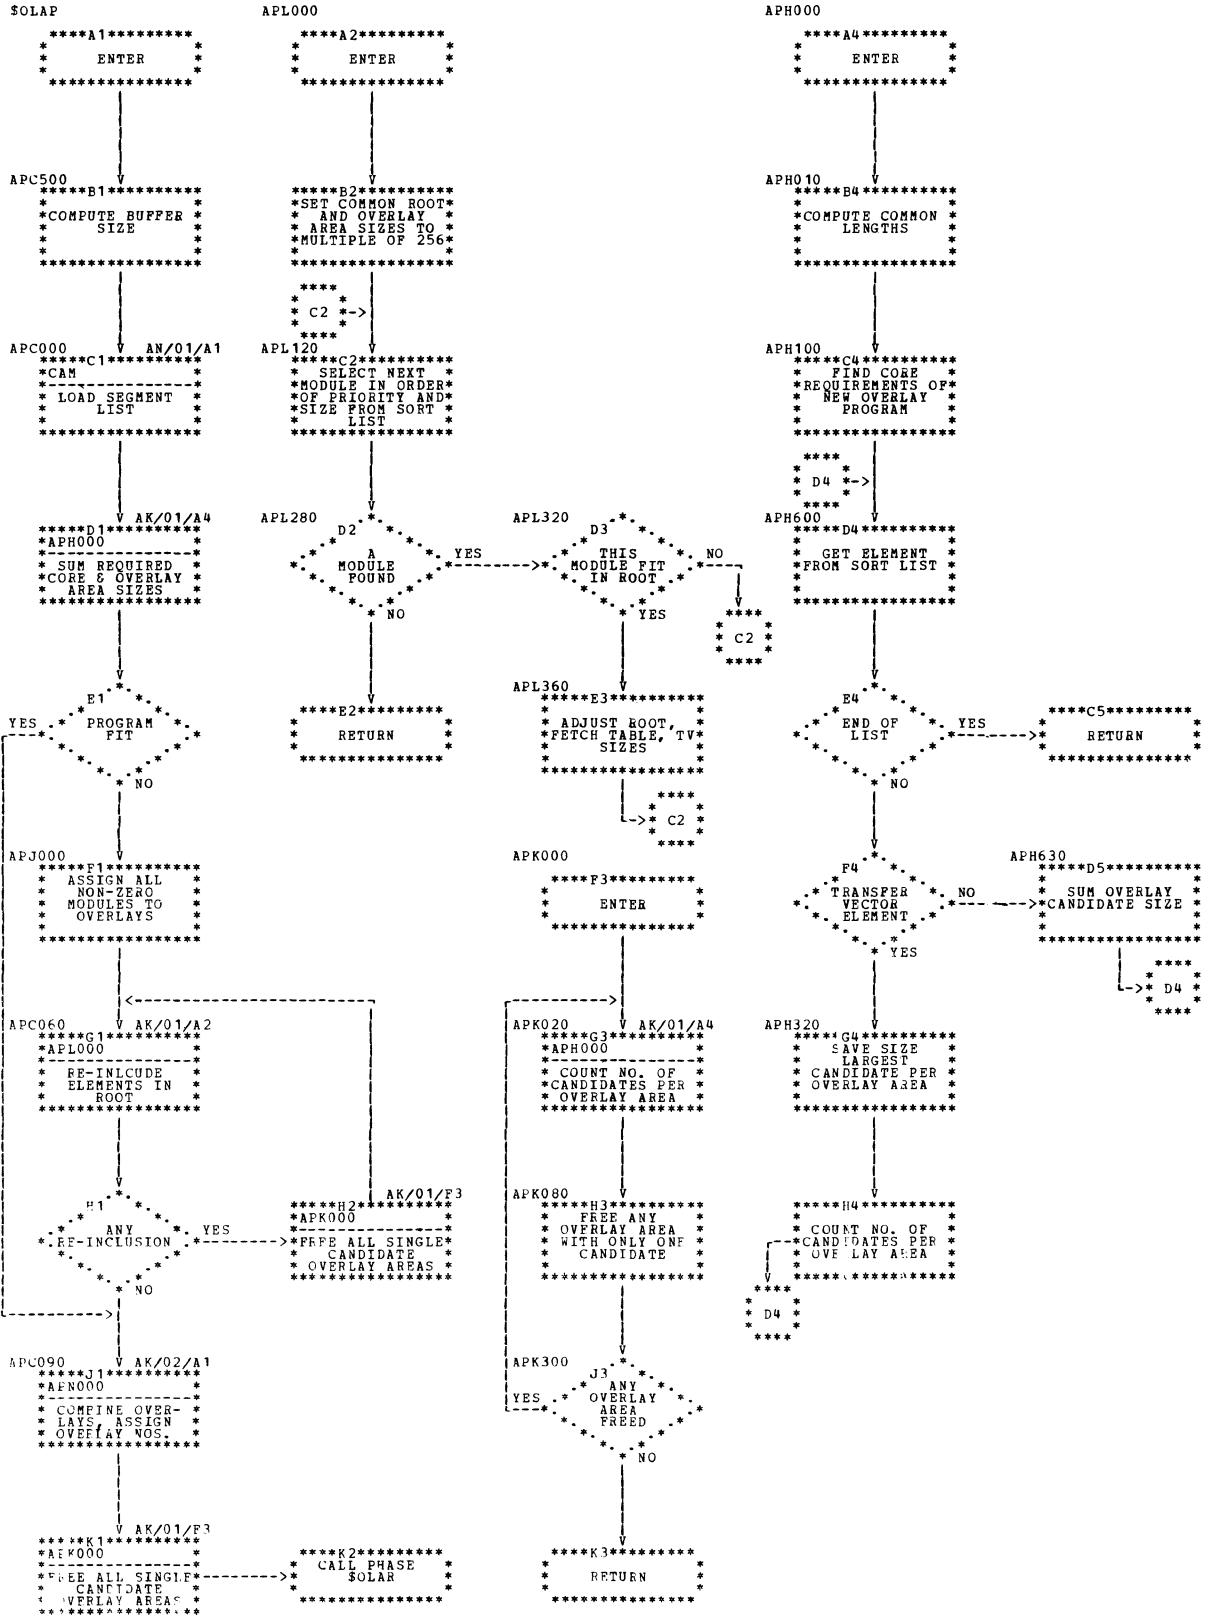 $OLAP
A1
ENTER
APC500
B1
COMPUTE BUFFER
SIZE
APC000
AN/01/A1
C1
CAM
LOAD SEGMENT
LIST
AK/01/A4
D1
APH000
SUM REQUIRED
CORE & OVERLAY
AREA SIZES
E1
PROGRAM
FIT
YES
NO
APJ000
F1
ASSIGN ALL
NON-ZERO
MODULES TO
OVERLAYS
APC060
AK/01/A2
G1
APL000
RE-INLCUDE
ELEMENTS IN
ROOT
H1
ANY
RE-INCLUSION
YES
NO
AK/01/F3
H2
APK000
FREE ALL SINGLE
CANDIDATE
OVERLAY AREAS
APC090
AK/02/A1
J1
APN000
COMBINE OVER-
LAYS, ASSIGN
OVERLAY NOS.
AK/01/F3
K1
APK000
FREE ALL SINGLE
CANDIDATE
OVERLAY AREAS
K2
CALL PHASE
$OLAR
APL000
A2
ENTER
B2
SET COMMON ROOT
AND OVERLAY
AREA SIZES TO
MULTIPLE OF 256
C2
APL120
C2
SELECT NEXT
MODULE IN ORDER
OF PRIORITY AND
SIZE FROM SORT
LIST
APL280
D2
A
MODULE
FOUND
YES
NO
E2
RETURN
APL320
D3
THIS
MODULE FIT
IN ROOT
NO
C2
YES
APL360
E3
ADJUST ROOT,
FETCH TABLE, TV
SIZES
C2
APK000
F3
ENTER
APK020
AK/01/A4
G3
APH000
COUNT NO. OF
CANDIDATES PER
OVERLAY AREA
APK080
H3
FREE ANY
OVERLAY AREA
WITH ONLY ONE
CANDIDATE
APK300
J3
ANY
OVERLAY
AREA
FREED
YES
NO
K3
RETURN
APH000
A4
ENTER
APH010
B4
COMPUTE COMMON
LENGTHS
APH100
C4
FIND CORE
REQUIREMENTS OF
NEW OVERLAY
PROGRAM
D4
APH600
D4
GET ELEMENT
FROM SORT LIST
E4
END OF
LIST
YES
NO
C5
RETURN
F4
TRANSFER
VECTOR
ELEMENT
NO
YES
APH630
D5
SUM OVERLAY
CANDIDATE SIZE
D4
APH320
G4
SAVE SIZE
LARGEST
CANDIDATE PER
OVERLAY AREA
H4
COUNT NO. OF
CANDIDATES PER
OVERLAY AREA
D4